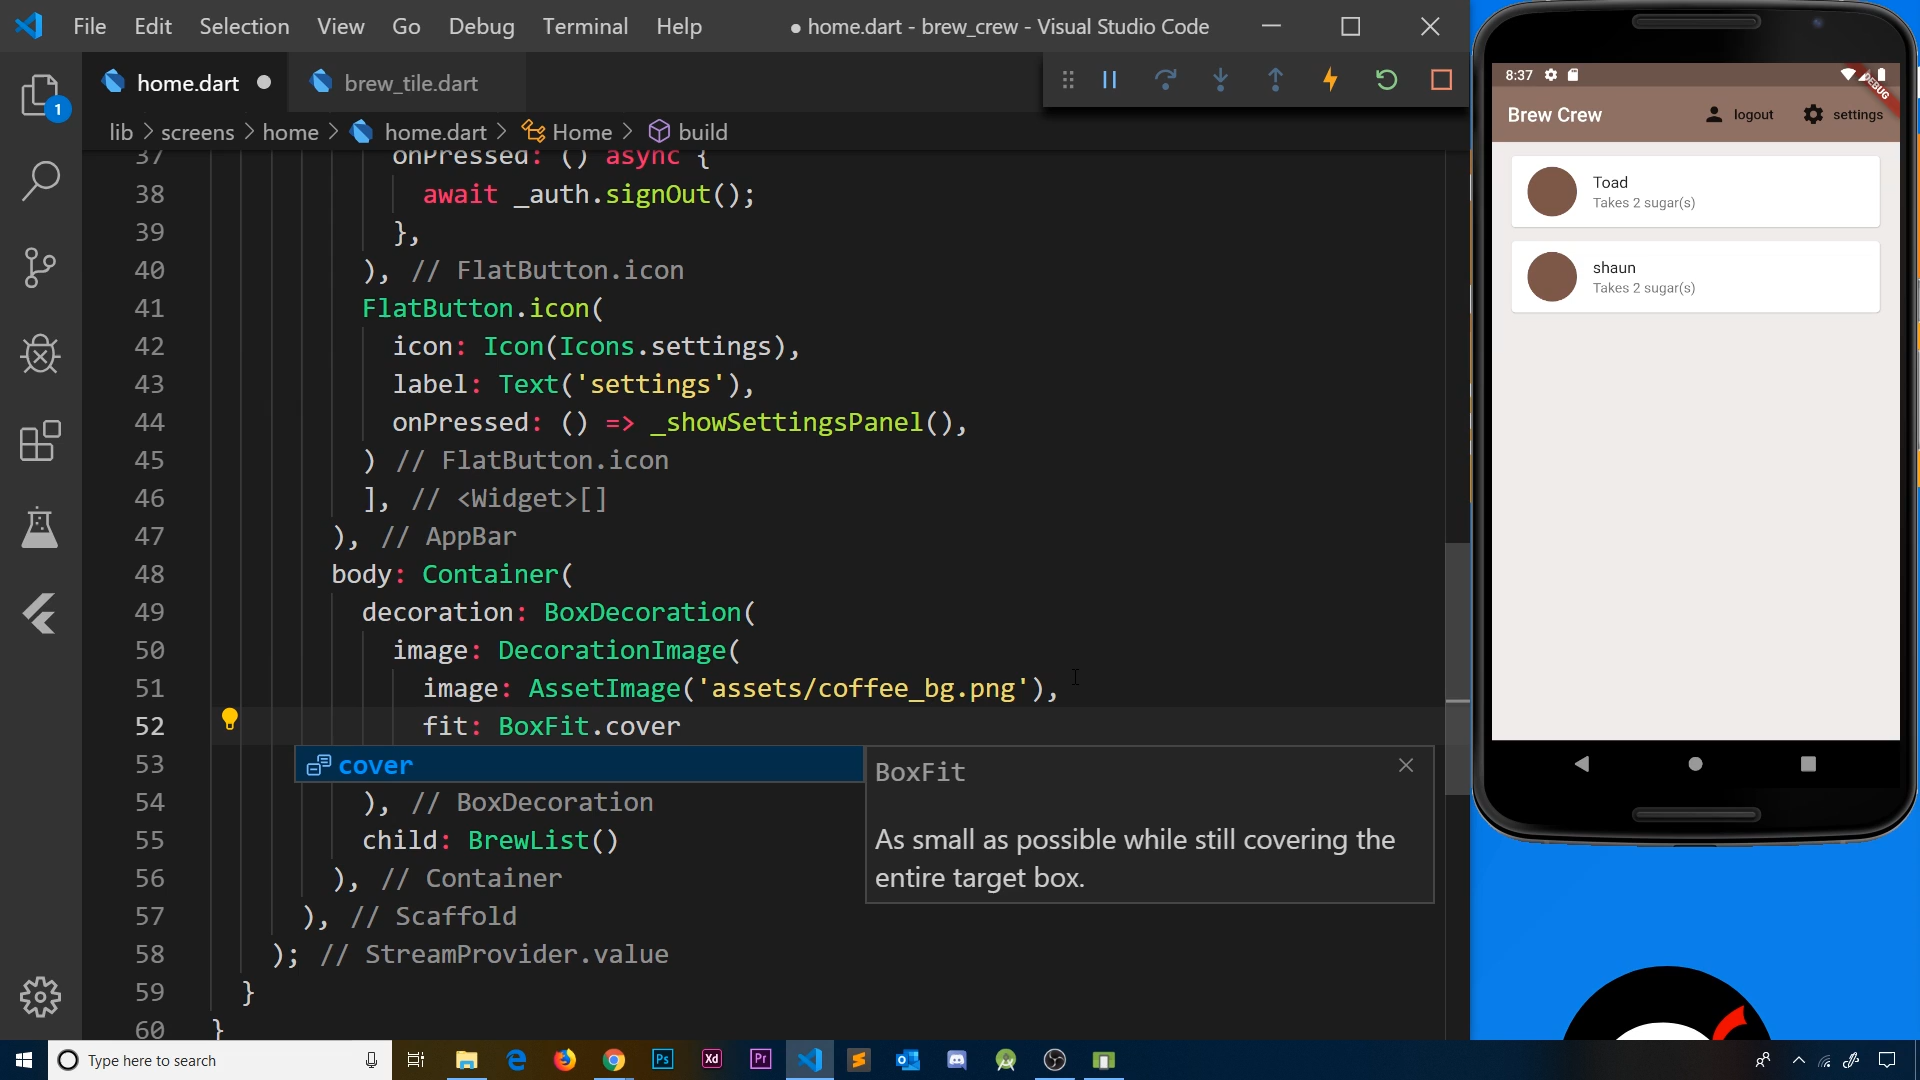 File Edit Selection View Go Debug Terminal Help
● home.dart - brew_crew - Visual Studio Code
home.dart ●
brew_tile.dart
1
lib > screens > home > home.dart > Home > build
37 onPressed: () async {
38 await _auth.signOut();
39 },
40 ), // FlatButton.icon
41 FlatButton.icon(
42 icon: Icon(Icons.settings),
43 label: Text('settings'),
44 onPressed: () => _showSettingsPanel(),
45 ) // FlatButton.icon
46 ], // <Widget>[]
47 ), // AppBar
48 body: Container(
49 decoration: BoxDecoration(
50 image: DecorationImage(
51 image: AssetImage('assets/coffee_bg.png'),
52 fit: BoxFit.cover
53
cover
BoxFit
As small as possible while still covering the
entire target box.
54 ), // BoxDecoration
55 child: BrewList()
56 ), // Container
57 ), // Scaffold
58 ); // StreamProvider.value
59 }
60 }
8:37
DEBUG
Brew Crew
logout
settings
Toad
Takes 2 sugar(s)
shaun
Takes 2 sugar(s)
Type here to search
Ps
Xd
Pr